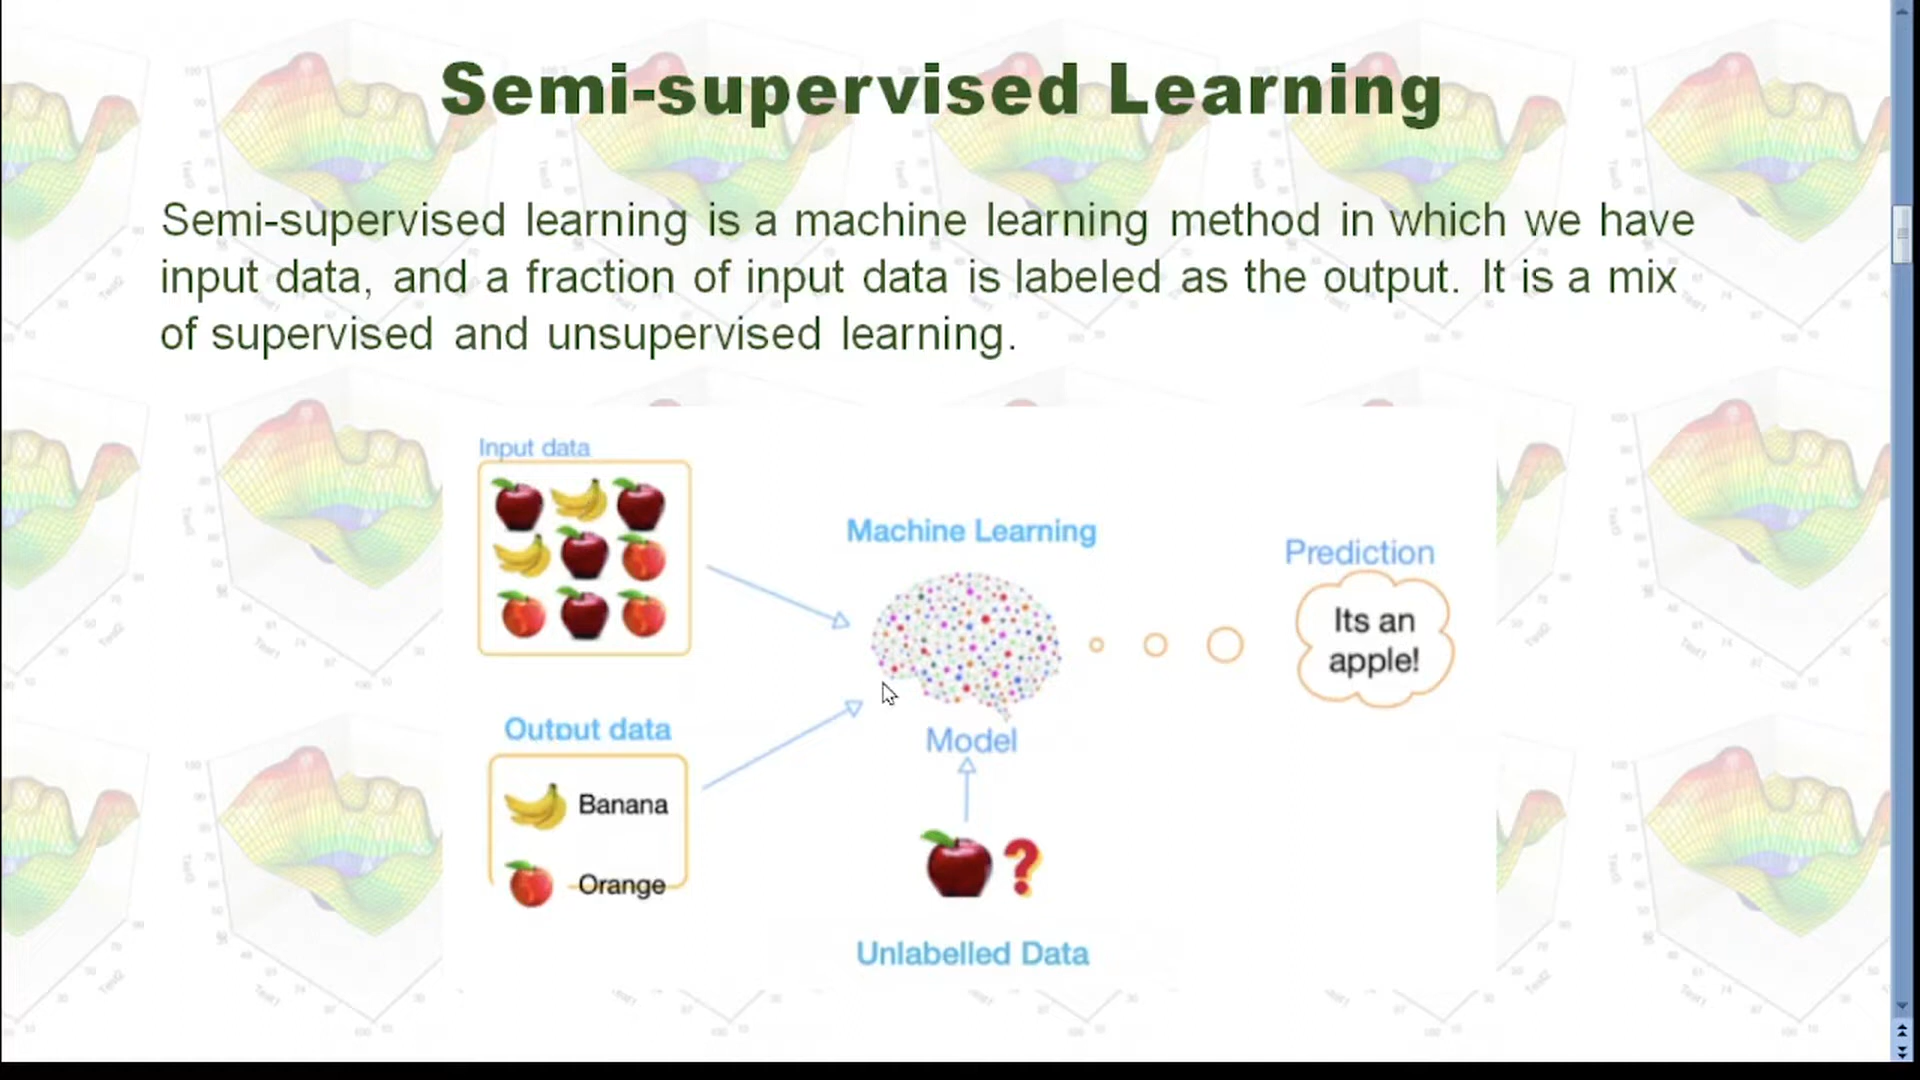 Semi-supervised Learning
Semi-supervised learning is a machine learning method in which we have
input data, and a fraction of input data is labeled as the output. It is a mix
of supervised and unsupervised learning.
Input data
Machine Learning
Prediction
Its an
apple!
Output data
Model
Banana
Orange
?
Unlabelled Data